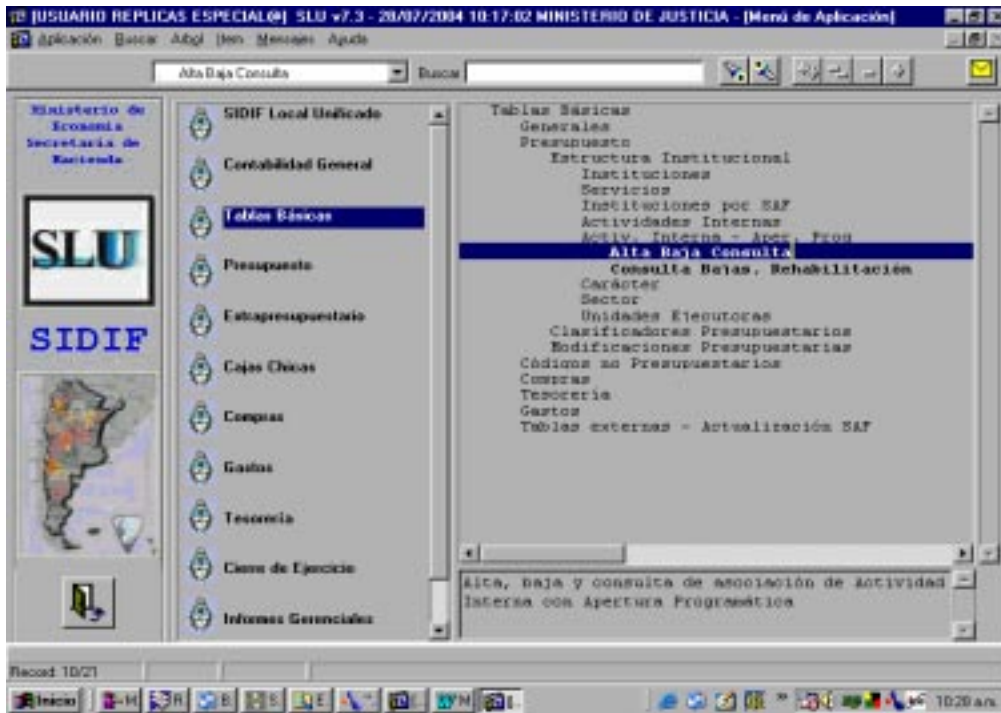 [USUARIO REPLICAS ESPECIAL@] SLU v7.3 - 28/07/2004 10:17:02 MINISTERIO DE JUSTICIA - [Menú de Aplicación]
Aplicación Buscar Arbol Item Mensajes Ayuda
Alta Baja Consulta
Buscar
Ministerio de
Economía
Secretaría de
Hacienda
SLU
SIDIF
SIDIF Local Unificado
Contabilidad General
Tablas Básicas
Presupuesto
Extrapresupuestario
Cajas Chicas
Compras
Gastos
Tesorería
Cierre de Ejercicio
Informes Gerenciales
Tablas Básicas
Generales
Presupuesto
Estructura Institucional
Instituciones
Servicios
Instituciones por SAF
Actividades Internas
Activ. Interna - Aper. Prog
Alta Baja Consulta
Consulta Bajas, Rehabilitación
Carácter
Sector
Unidades Ejecutoras
Clasificadores Presupuestarios
Modificaciones Presupuestarias
Códigos no Presupuestarios
Compras
Tesorería
Gastos
Tablas externas - Actualización SAF
Alta, baja y consulta de asociación de Actividad
Interna con Apertura Programática
Record: 10/21
Inicio
10:20 a.m.